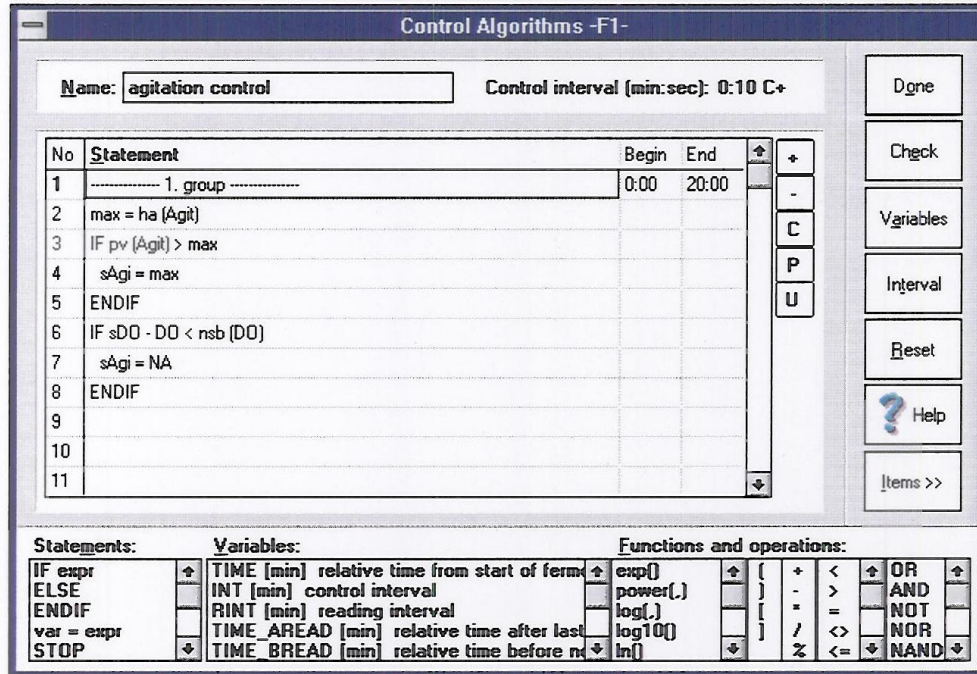 Control Algorithms -F1-
Name: agitation control Control interval (min:sec): 0:10 C+
Done
Check
Variables
Interval
Reset
Help
Items >>
No Statement Begin End
1 --------------- 1. group --------------- 0:00 20:00
2 max = ha (Agit)
3 IF pv (Agit) > max
4 sAgi = max
5 ENDIF
6 IF sDO - DO < nsb (DO)
7 sAgi = NA
8 ENDIF
9
10
11
+
-
C
P
U
Statements: Variables: Functions and operations:
IF expr TIME [min] relative time from start of ferme exp() ( + < OR
ELSE INT [min] control interval power(,) ) - > AND
ENDIF RINT [min] reading interval log(,) [ * = NOT
var = expr TIME_AREAD [min] relative time after last log10() ] / <> NOR
STOP TIME_BREAD [min] relative time before ne ln() % <= NAND